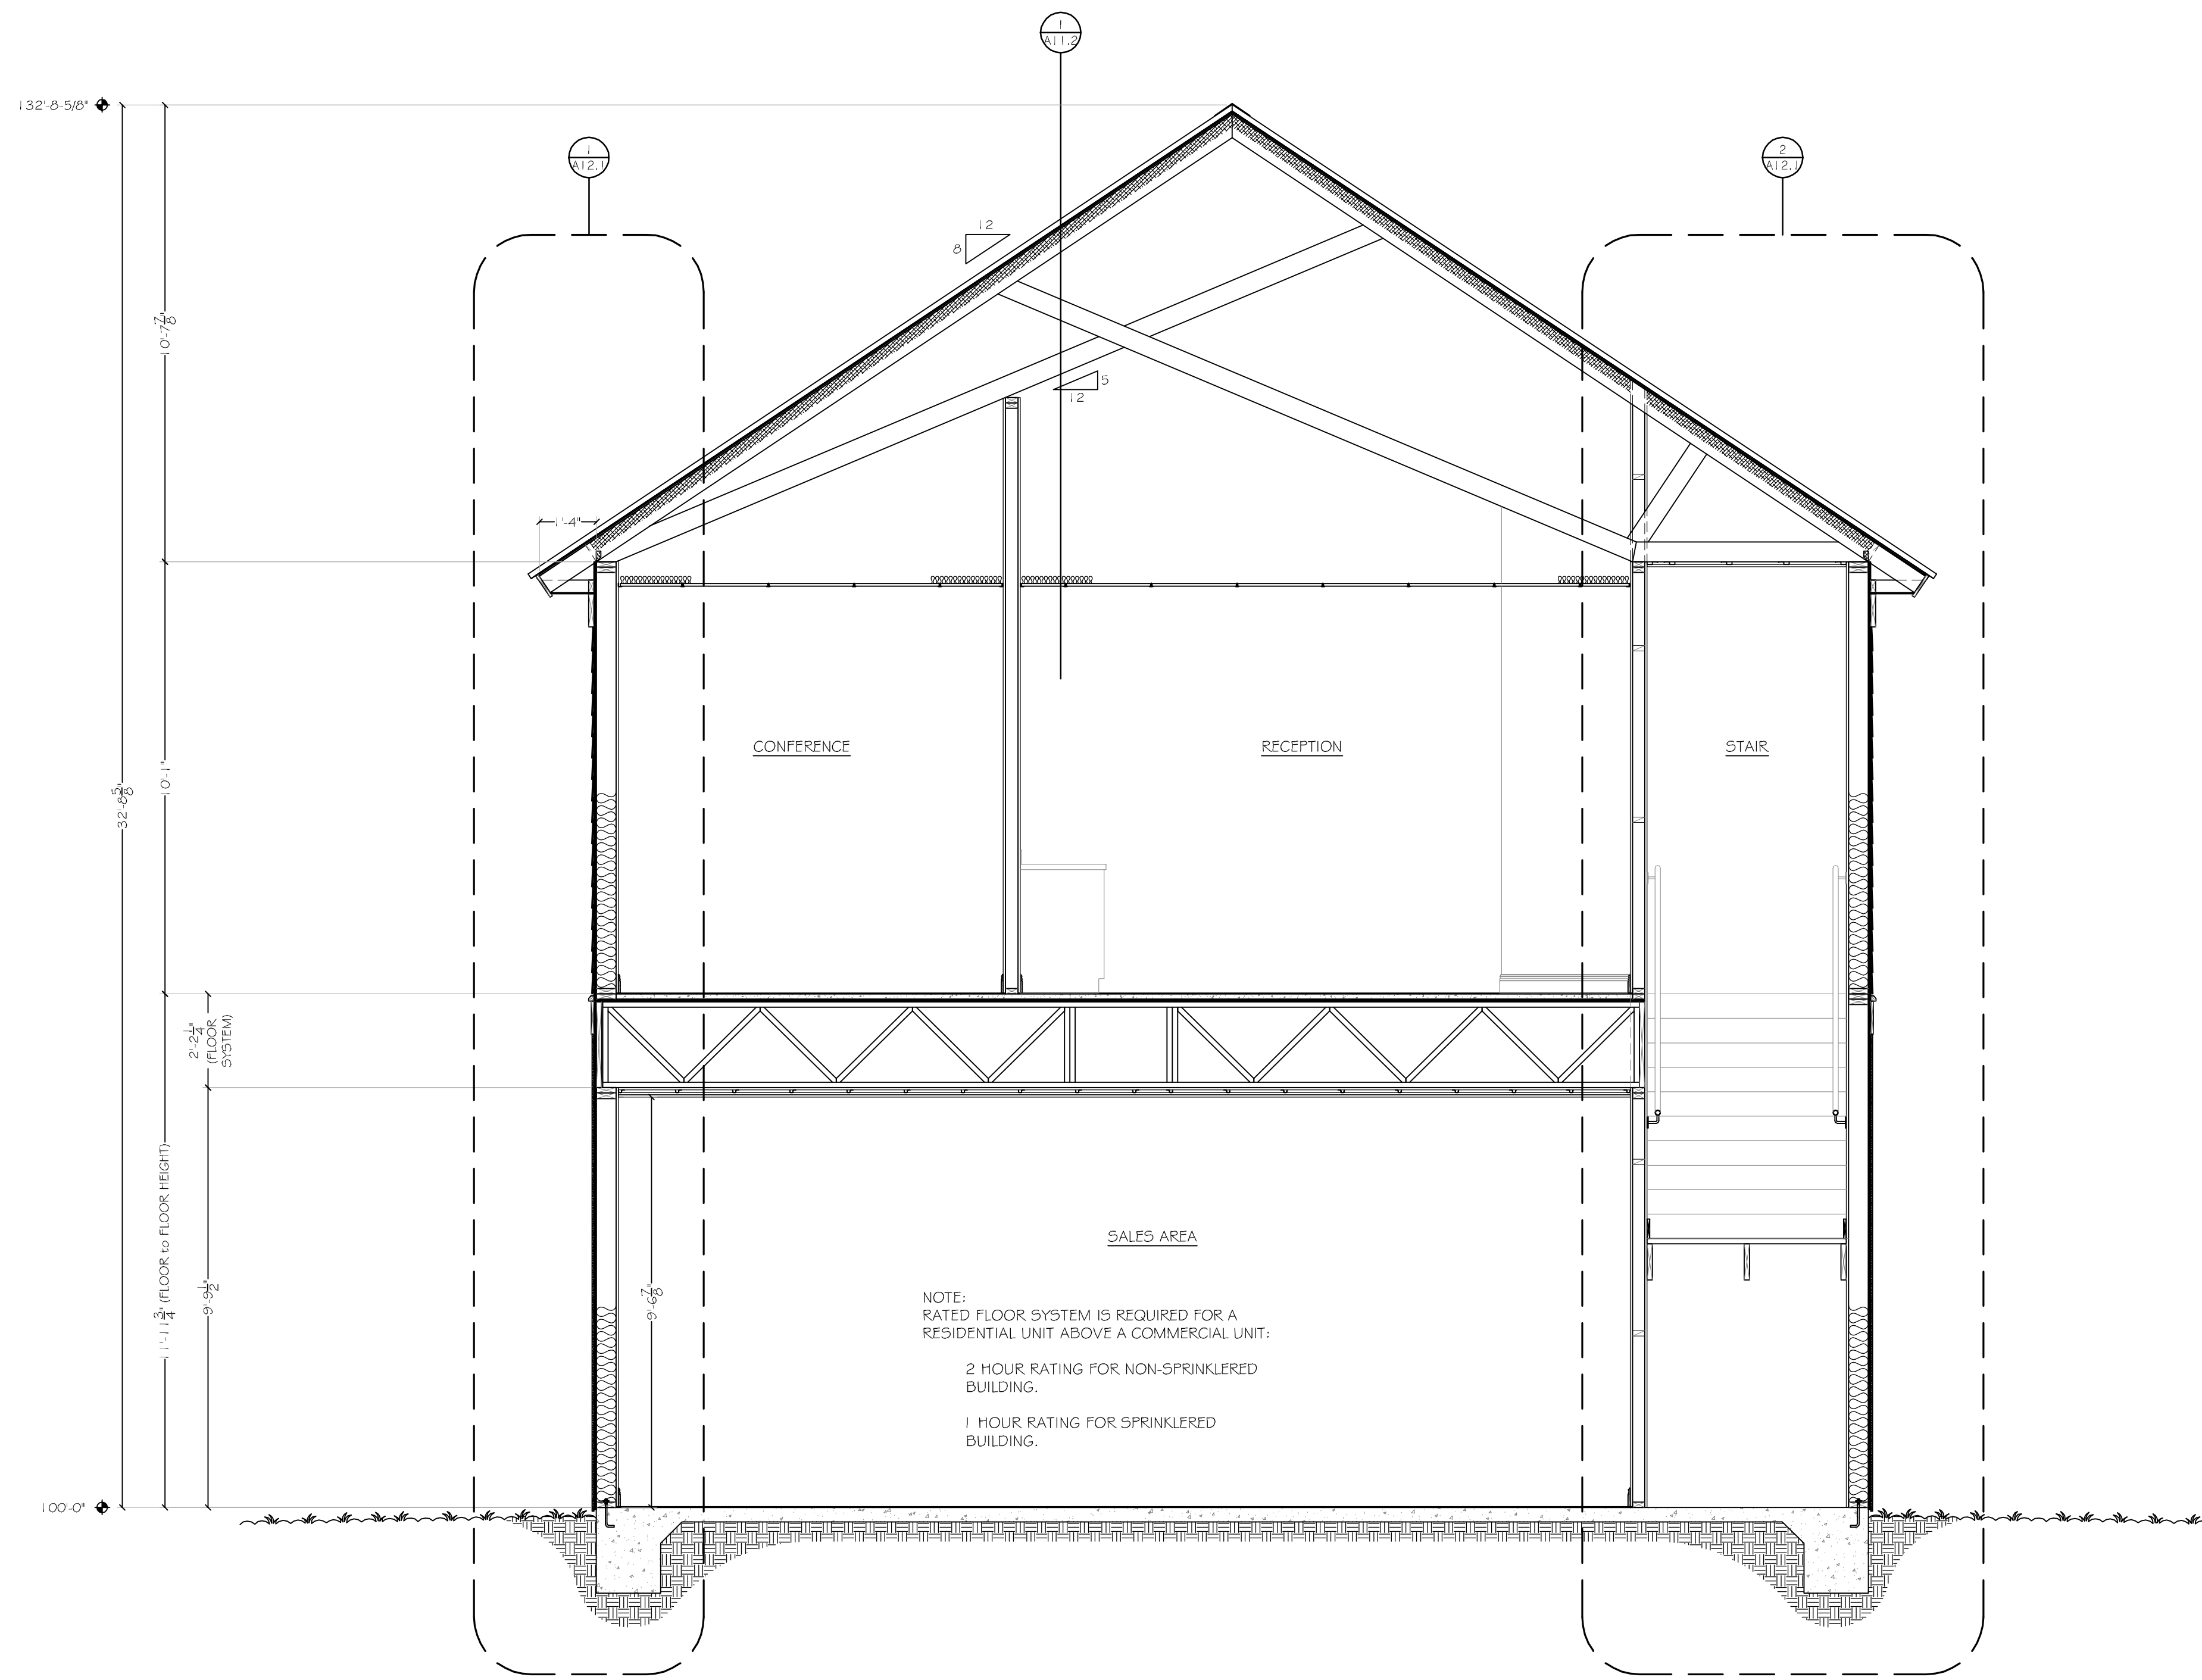 1
A11.2
132'-8-5/8"
1
A12.1
2
A12.1
12
8
10'-7 7/8"
5
12
1'-4"
CONFERENCE
RECEPTION
STAIR
32'-8 5/8"
10'-1"
2'-2 1/4"
(FLOOR
SYSTEM)
11'-11 3/4" (FLOOR to FLOOR HEIGHT)
9'-9 1/2"
9'-6 7/8"
SALES AREA
NOTE:
RATED FLOOR SYSTEM IS REQUIRED FOR A
RESIDENTIAL UNIT ABOVE A COMMERCIAL UNIT:
2 HOUR RATING FOR NON-SPRINKLERED
BUILDING.
1 HOUR RATING FOR SPRINKLERED
BUILDING.
100'-0"